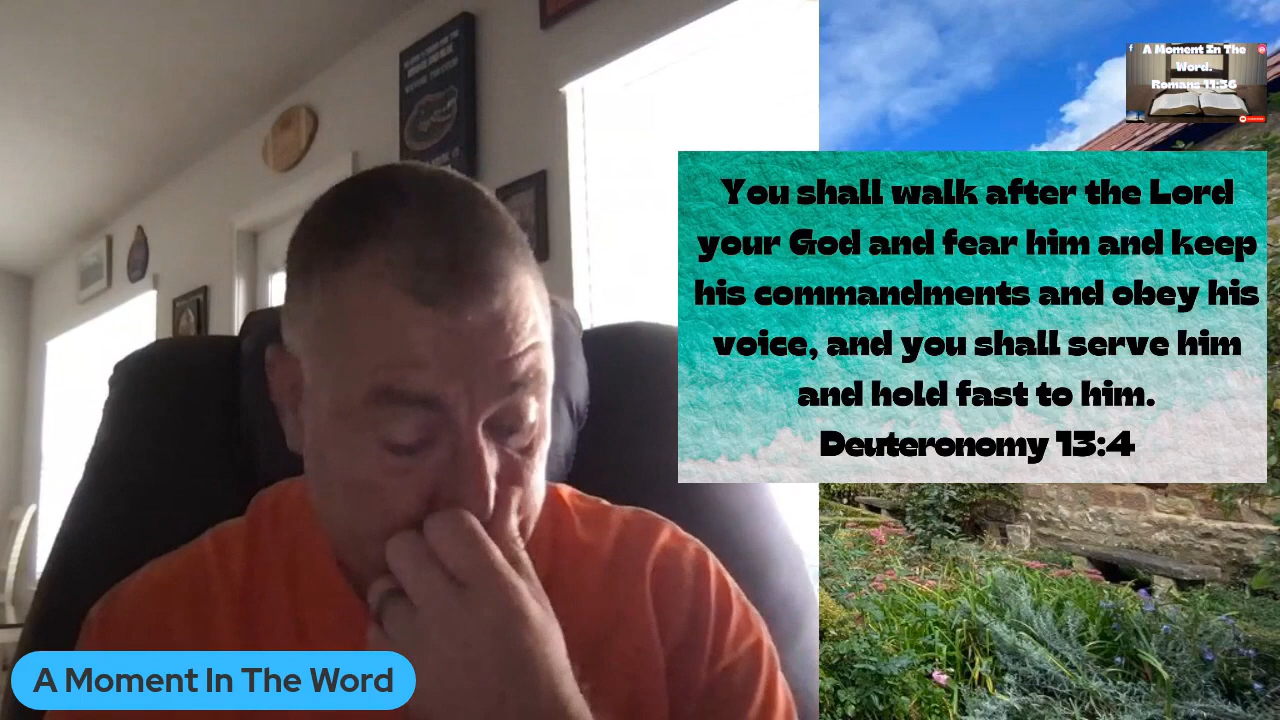 A Moment In The
Word.
Romans 11:36
You shall walk after the Lord
your God and fear him and keep
his commandments and obey his
voice, and you shall serve him
and hold fast to him.
Deuteronomy 13:4
A Moment In The Word